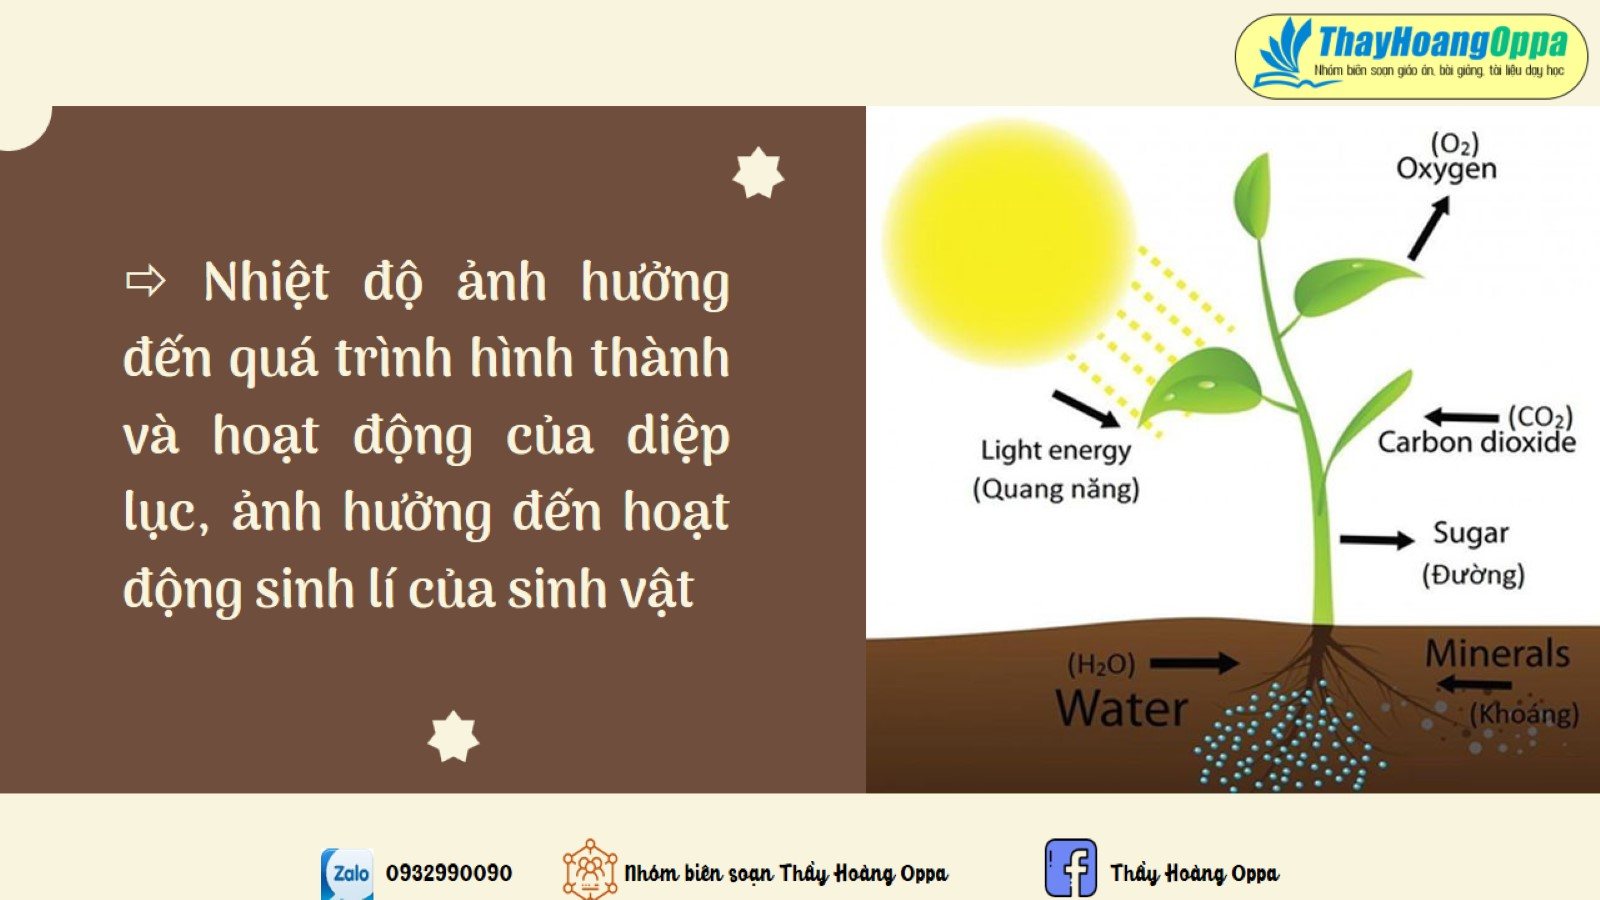 ThayHoangOppa
Nhóm biên soạn giáo án, bài giảng, tài liệu dạy học
⇨ Nhiệt độ ảnh hưởng
đến quá trình hình thành
và hoạt động của diệp
lục, ảnh hưởng đến hoạt
động sinh lí của sinh vật
(O₂)
Oxygen
(CO₂)
Carbon dioxide
Light energy
(Quang năng)
Sugar
(Đường)
Minerals
(Khoáng)
(H₂O)
Water
Zalo 0932990090
Nhóm biên soạn Thầy Hoàng Oppa
Thầy Hoàng Oppa